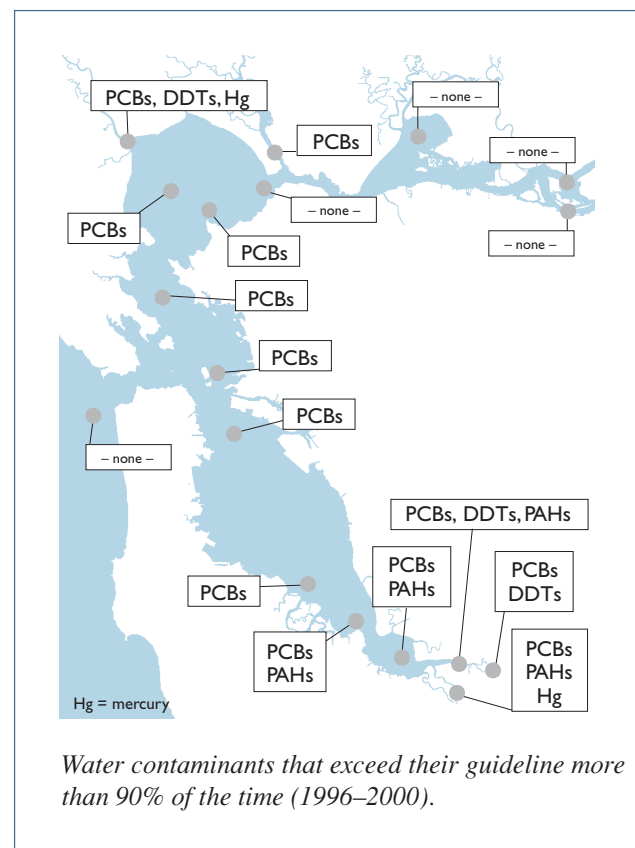 – none –
PCBs, DDTs, Hg
PCBs
– none –
– none –
PCBs
– none –
PCBs
PCBs
PCBs
PCBs
– none –
PCBs, DDTs, PAHs
PCBs
PAHs
PCBs
DDTs
PCBs
PCBs
PAHs
PCBs
PAHs
Hg
Hg = mercury
Water contaminants that exceed their guideline more
than 90% of the time (1996–2000).